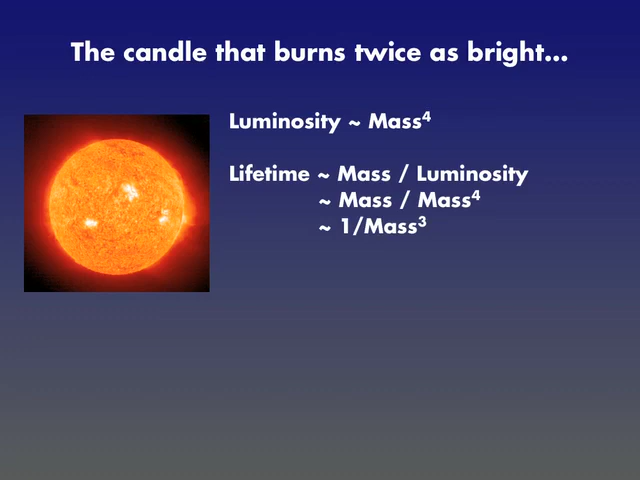 The candle that burns twice as bright...
Luminosity ~ Mass⁴
Lifetime ~ Mass / Luminosity
~ Mass / Mass⁴
~ 1/Mass³